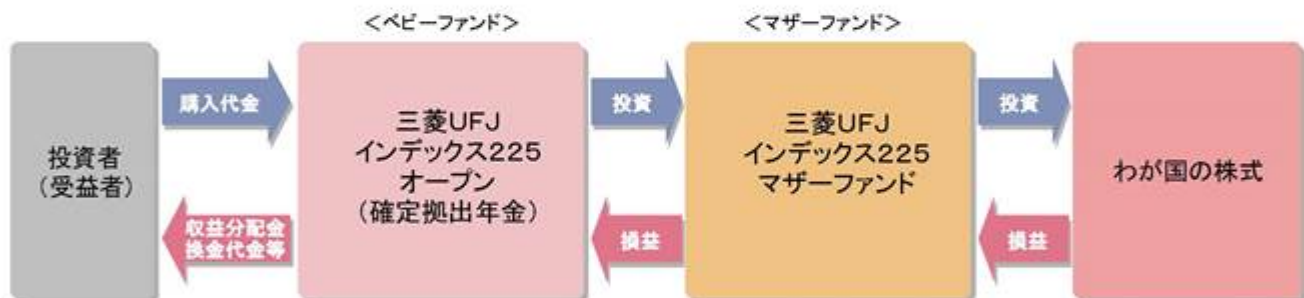 ＜ベビーファンド＞
＜マザーファンド＞
投資者
（受益者）
購入代金
収益分配金
換金代金等
三菱ＵＦＪ
インデックス２２５
オープン
（確定拠出年金）
投資
損益
三菱ＵＦＪ
インデックス２２５
マザーファンド
投資
損益
わが国の株式